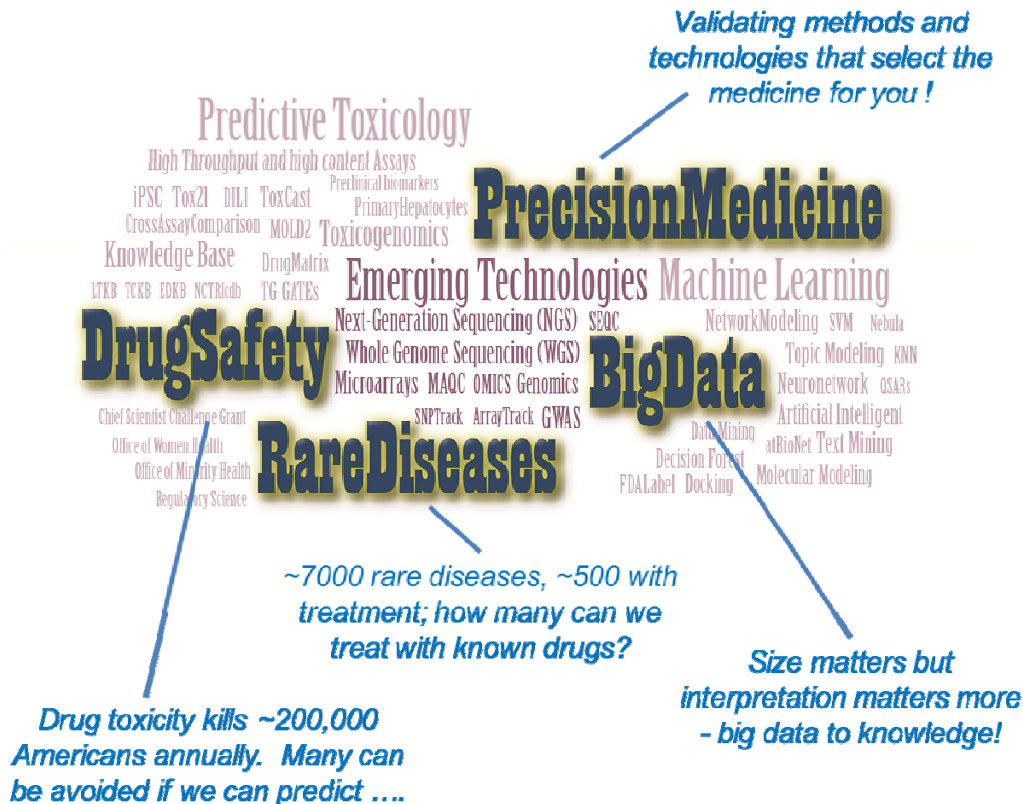 Validating methods and
technologies that select the
medicine for you !
Predictive Toxicology
High Throughput and high content Assays
Preclinical biomarkers
iPSC Tox21 DILI ToxCast
PrimaryHepatocytes
PrecisionMedicine
CrossAssayComparison MOLD2 Toxicogenomics
Knowledge Base DrugMatrix
Emerging Technologies Machine Learning
LTKB TCKB EDKB NCTRlcdb TG GATEs
DrugSafety
Next-Generation Sequencing (NGS) SEQC
NetworkModeling SVM Nebula
Whole Genome Sequencing (WGS)
BigData
Topic Modeling KNN
Microarrays MAQC OMICS Genomics
Neuronetwork QSARs
Chief Scientist Challenge Grant
SNPTrack ArrayTrack GWAS
Artificial Intelligent
Office of Women Health
RareDiseases
Data Mining atBioNet Text Mining
Office of Minority Health
Decision Forest
Molecular Modeling
Regulatory Science
FDALabel Docking
~7000 rare diseases, ~500 with
treatment; how many can we
treat with known drugs?
Size matters but
interpretation matters more
- big data to knowledge!
Drug toxicity kills ~200,000
Americans annually. Many can
be avoided if we can predict ....